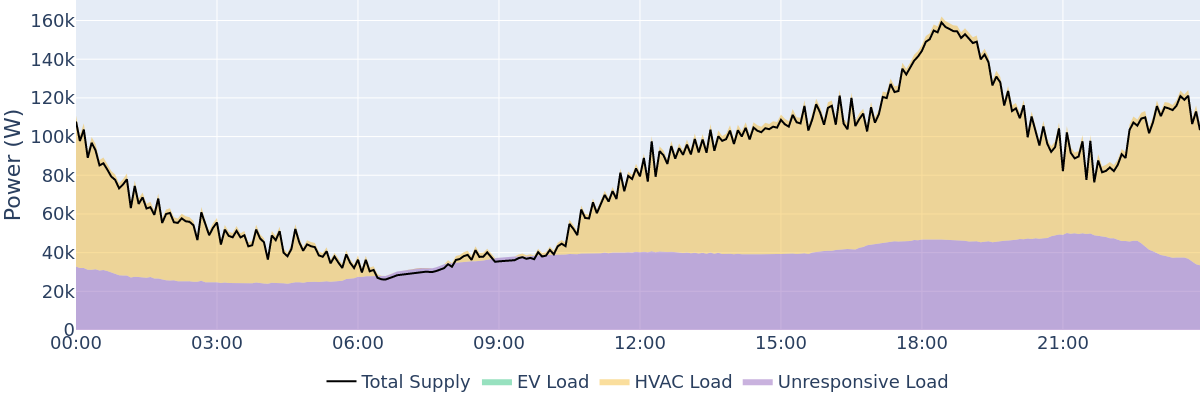 Power (W)
160k
140k
120k
100k
80k
60k
40k
20k
0
00:00 03:00 06:00 09:00 12:00 15:00 18:00 21:00
Total Supply EV Load HVAC Load Unresponsive Load